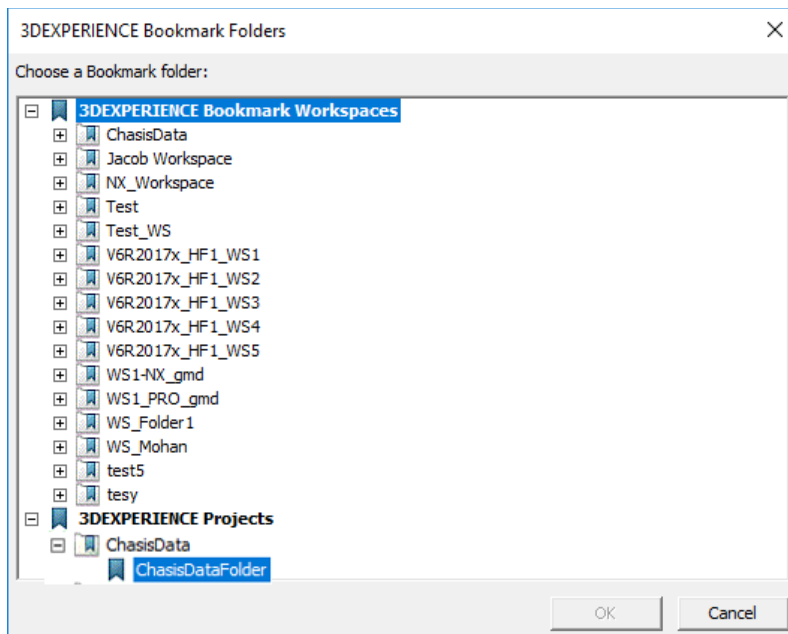 3DEXPERIENCE Bookmark Folders
Choose a Bookmark folder:
3DEXPERIENCE Bookmark Workspaces
ChasisData
Jacob Workspace
NX_Workspace
Test
Test_WS
V6R2017x_HF1_WS1
V6R2017x_HF1_WS2
V6R2017x_HF1_WS3
V6R2017x_HF1_WS4
V6R2017x_HF1_WS5
WS1-NX_gmd
WS1_PRO_gmd
WS_Folder1
WS_Mohan
test5
tesy
3DEXPERIENCE Projects
ChasisData
ChasisDataFolder
OK Cancel